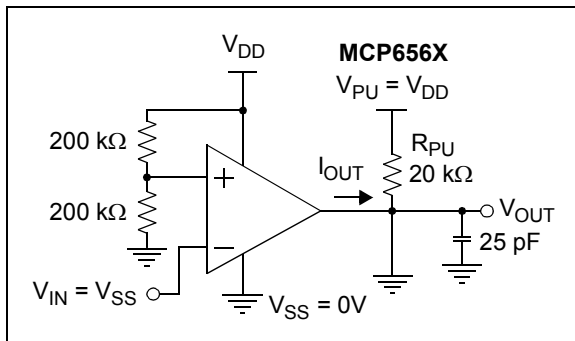 V_DD
MCP656X
V_PU = V_DD
200 kΩ
R_PU
20 kΩ
I_OUT
+
200 kΩ
V_OUT
−
25 pF
V_IN = V_SS
V_SS = 0V